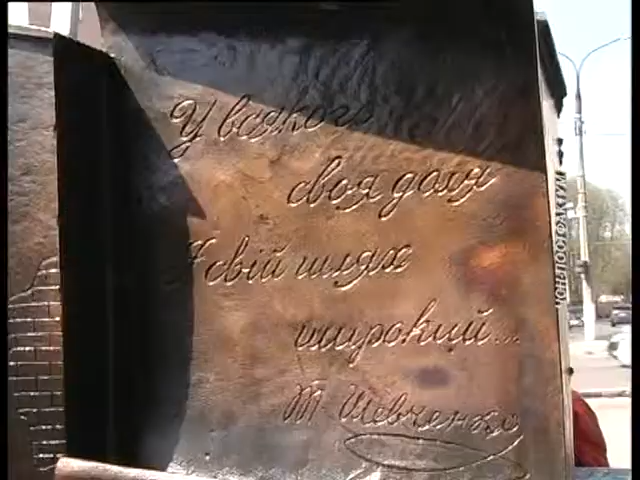 У всякого
своя доля
І свій шлях
широкий...
Т. Шевченко